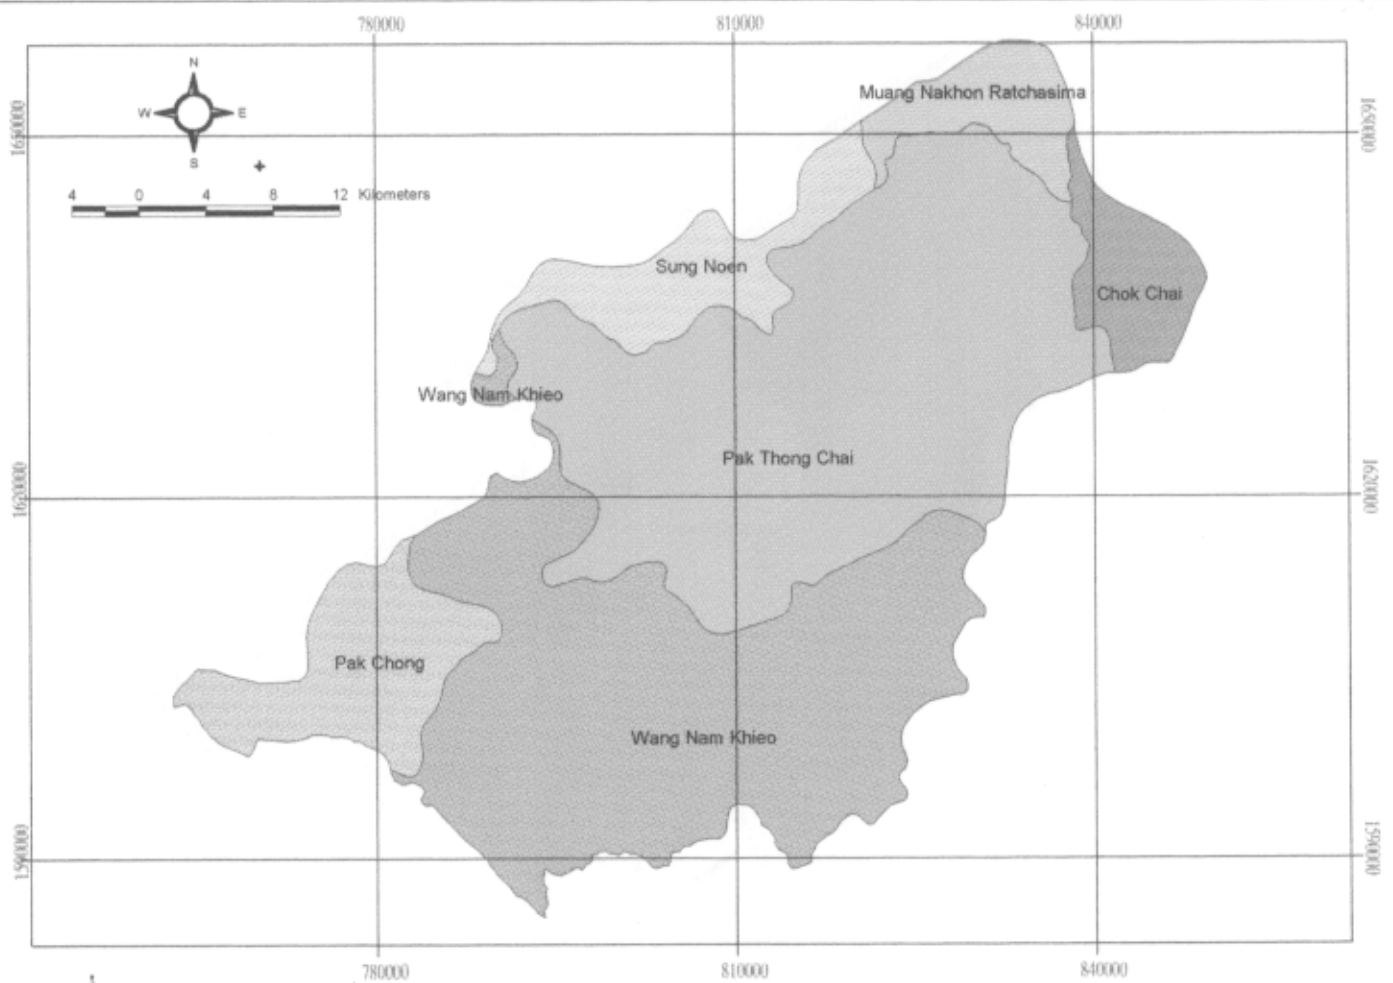 780000 810000 840000
N
W E
S
4 0 4 8 12 Kilometers
Muang Nakhon Ratchasima
1650000 1650000
Sung Noen
Chok Chai
Wang Nam Khieo
Pak Thong Chai
1620000 1620000
Pak Chong
Wang Nam Khieo
1590000 1590000
780000 810000 840000